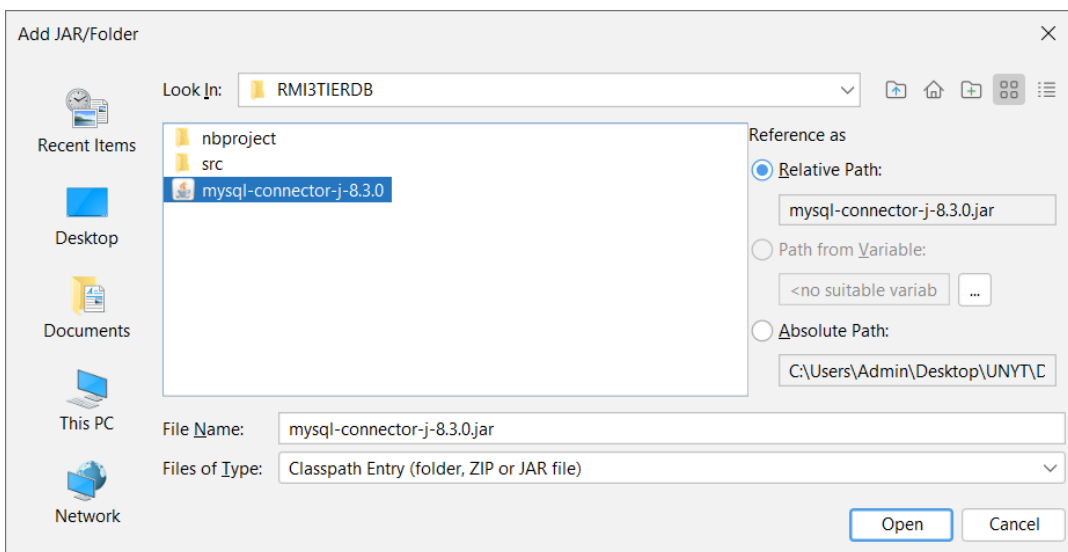 Add JAR/Folder
Look In:
RMI3TIERDB
Recent Items
Desktop
Documents
This PC
Network
nbproject
src
mysql-connector-j-8.3.0
Reference as
Relative Path:
mysql-connector-j-8.3.0.jar
Path from Variable:
<no suitable variab
...
Absolute Path:
C:\Users\Admin\Desktop\UNYT\D
File Name:
mysql-connector-j-8.3.0.jar
Files of Type:
Classpath Entry (folder, ZIP or JAR file)
Open
Cancel